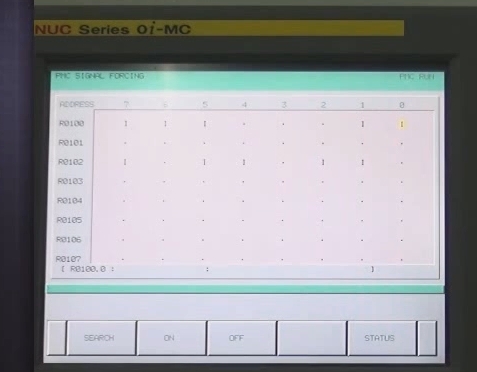 NUC Series 0i-MC
PMC SIGNAL FORCING PMC RUN
ADDRESS 7 6 5 4 3 2 1 0
R0100 1 1 1 . . . 1 1
R0101 . . . . . . . .
R0102 1 . 1 1 . 1 1 .
R0103 . . . . . . . .
R0104 . . . . . . . .
R0105 . . . . . . . .
R0106 . . . . . . . .
R0107 . . . . . . . .
[ R0100.0 : : ]
SEARCH ON OFF STATUS